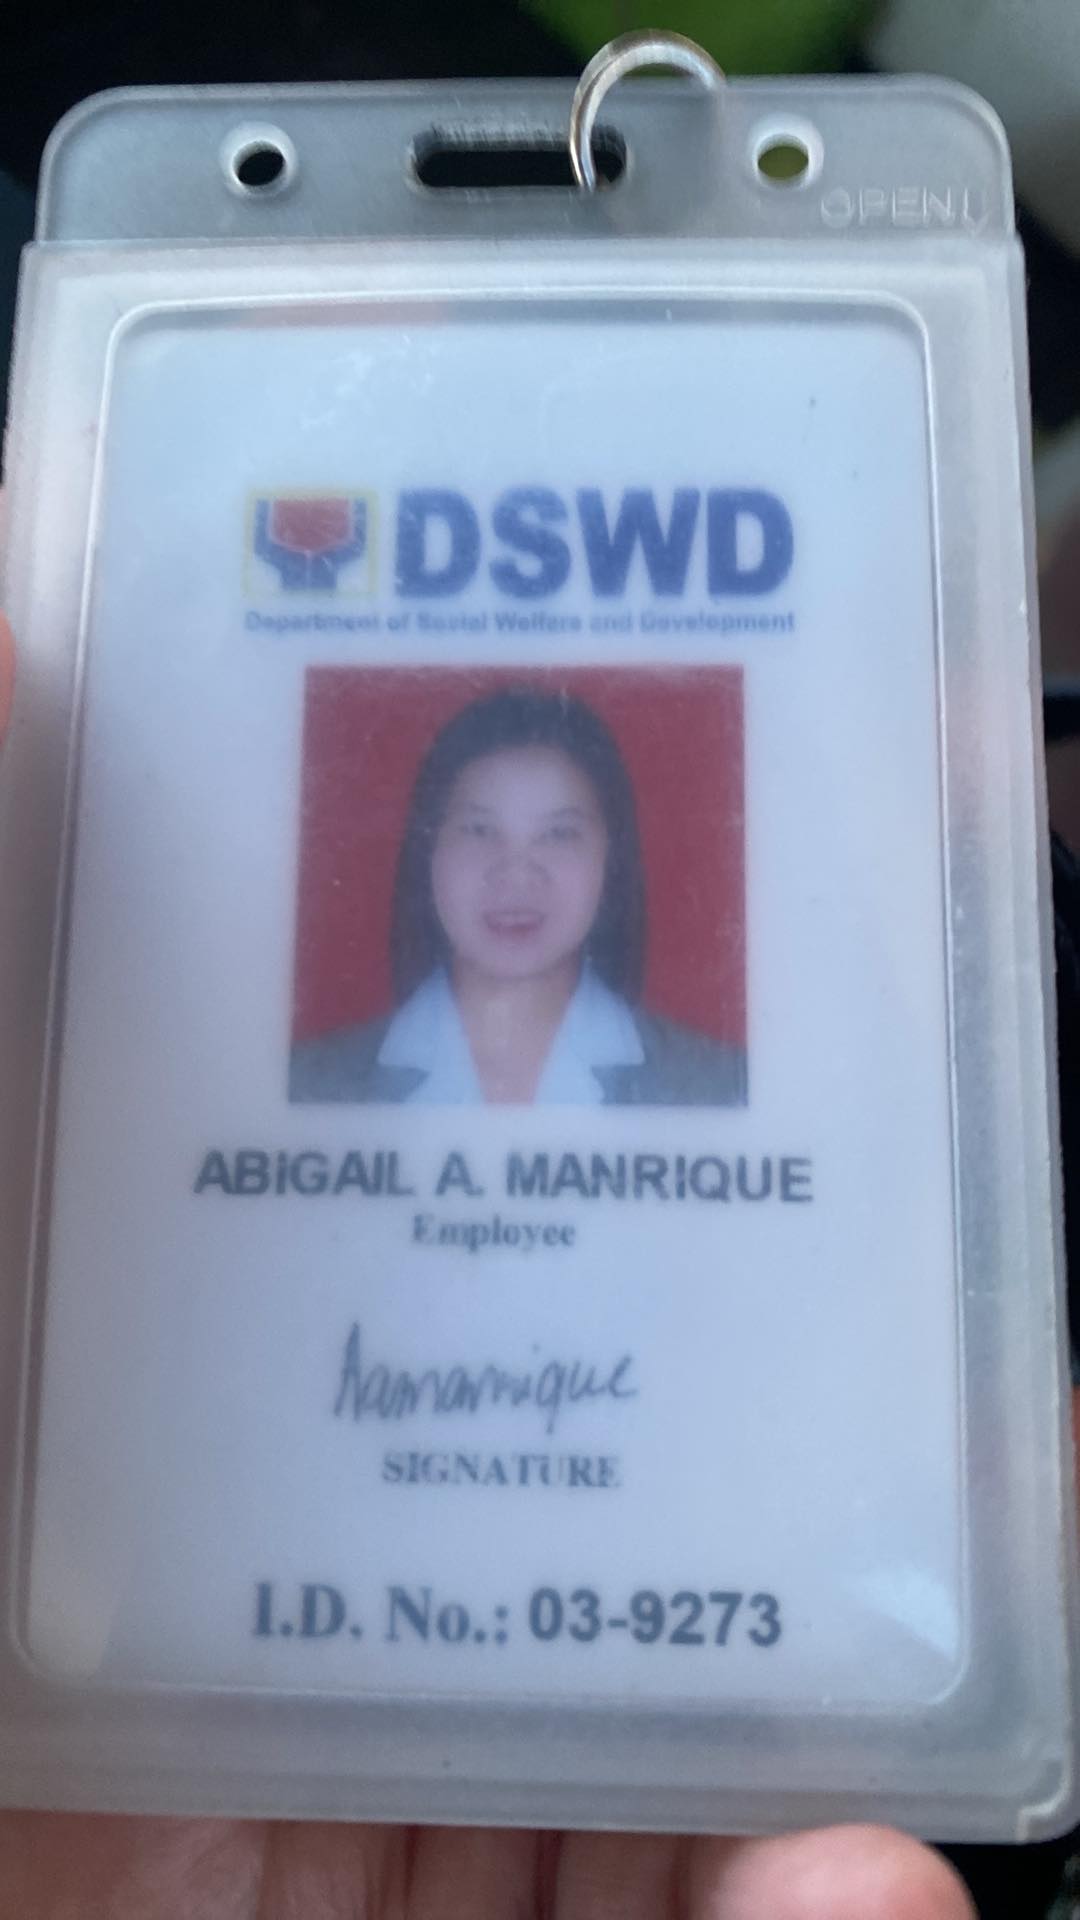 OPEN
DSWD
Department of Social Welfare and Development
ABIGAIL A. MANRIQUE
Employee
Aamanrique
SIGNATURE
I.D. No.: 03-9273